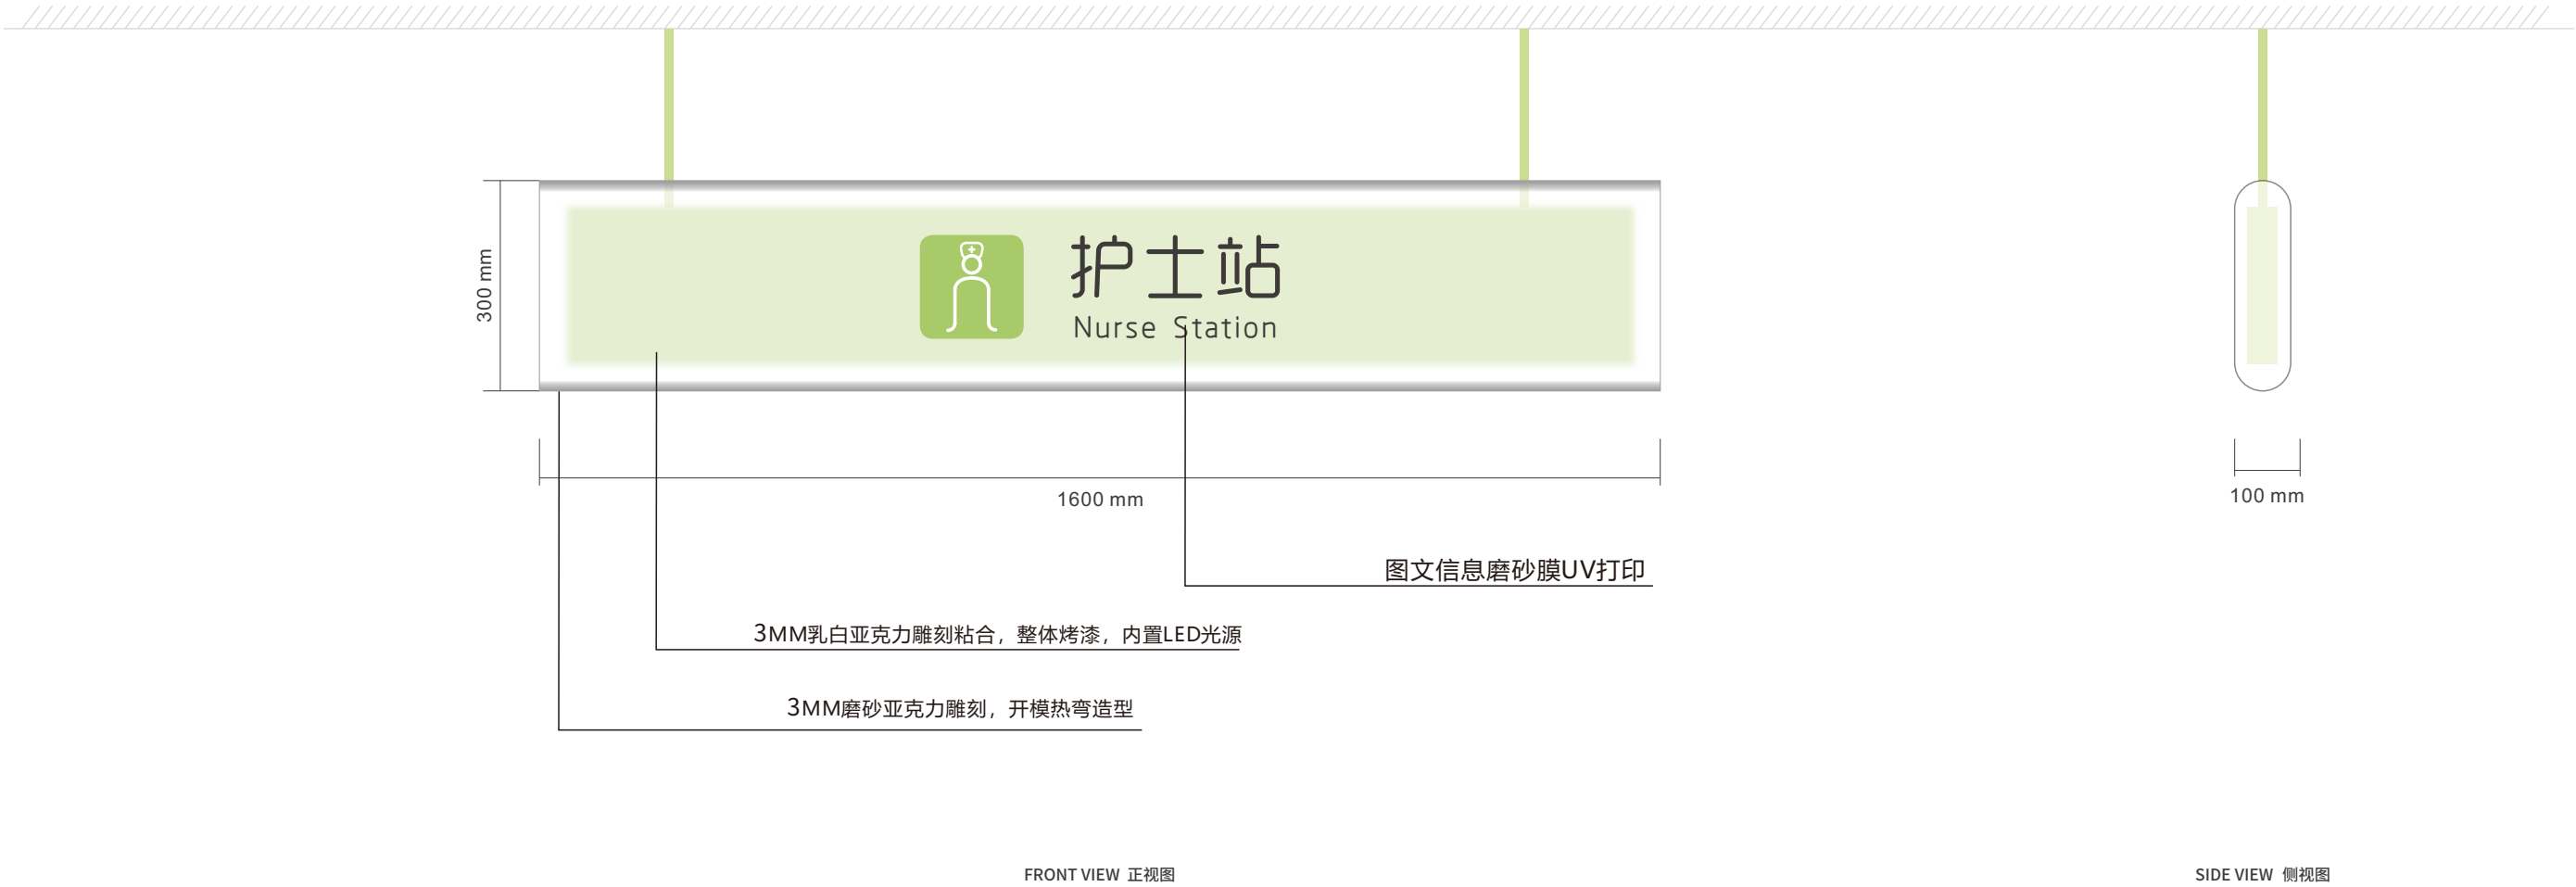 护士站
Nurse Station
300 mm
1600 mm
100 mm
图文信息磨砂膜UV打印
3MM乳白亚克力雕刻粘合，整体烤漆，内置LED光源
3MM磨砂亚克力雕刻，开模热弯造型
FRONT VIEW 正视图
SIDE VIEW 侧视图